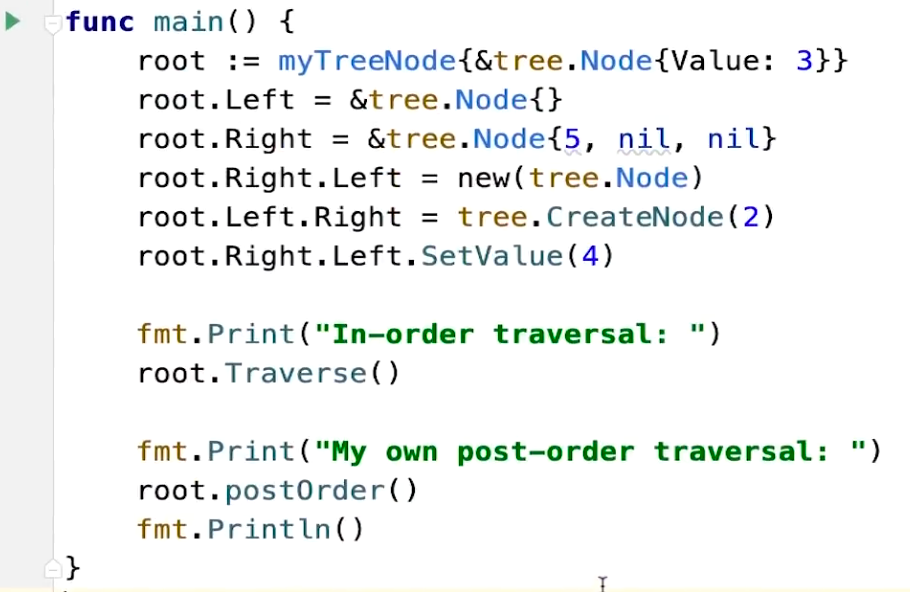 func main() {
root := myTreeNode{&tree.Node{Value: 3}}
root.Left = &tree.Node{}
root.Right = &tree.Node{5, nil, nil}
root.Right.Left = new(tree.Node)
root.Left.Right = tree.CreateNode(2)
root.Right.Left.SetValue(4)
fmt.Print("In-order traversal: ")
root.Traverse()
fmt.Print("My own post-order traversal: ")
root.postOrder()
fmt.Println()
}